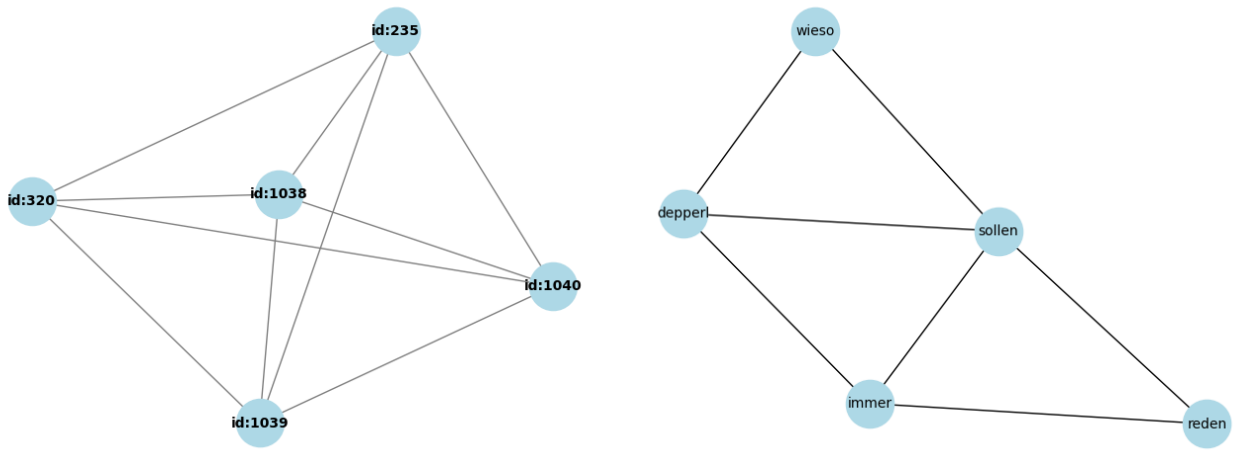 id:235
id:1038
id:320
id:1040
id:1039
wieso
depperl
sollen
immer
reden